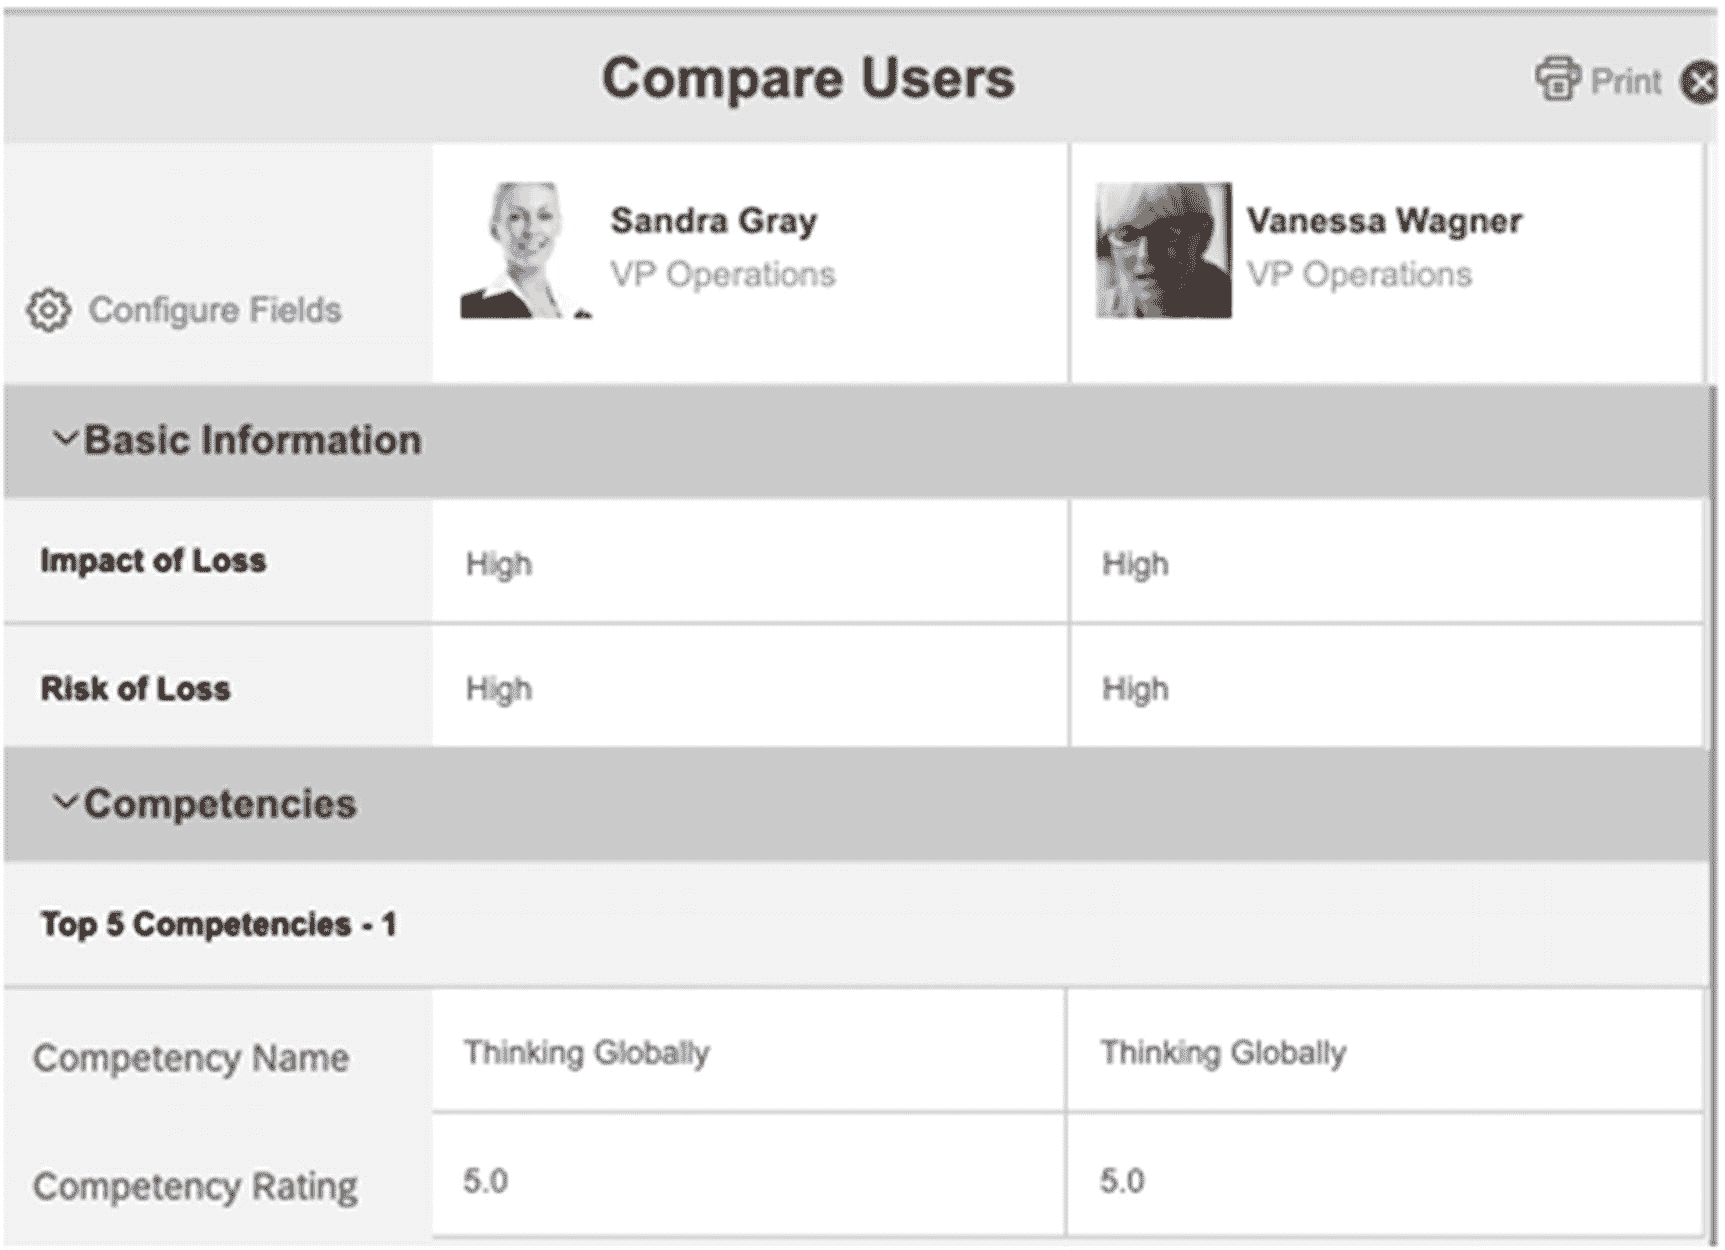 Compare Users
Print
Sandra Gray
VP Operations
Vanessa Wagner
VP Operations
Configure Fields
Basic Information
Impact of Loss High High
Risk of Loss High High
Competencies
Top 5 Competencies - 1
Competency Name Thinking Globally Thinking Globally
Competency Rating 5.0 5.0